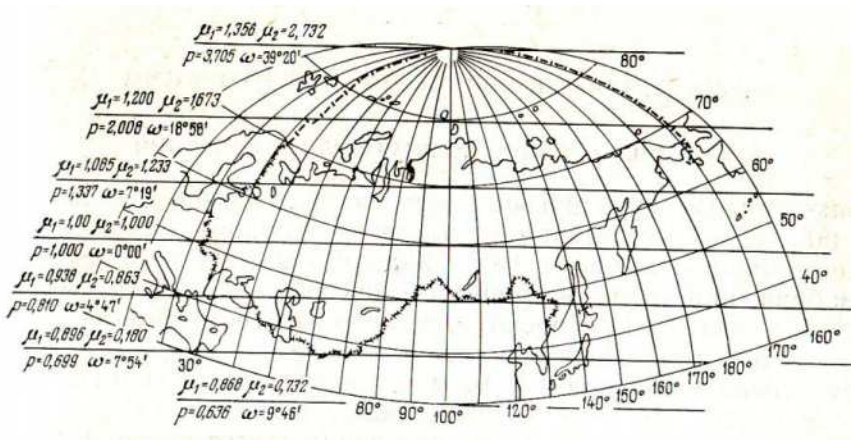 μ₁=1,356 μ₂=2,732
p=3,705 ω=39°20'
80°
μ₁=1,200 μ₂=1,673
p=2,008 ω=18°58'
70°
μ₁=1,085 μ₂=1,233
p=1,337 ω=7°19'
60°
μ₁=1,00 μ₂=1,000
p=1,000 ω=0°00'
50°
μ₁=0,938 μ₂=0,863
p=0,810 ω=4°47'
40°
μ₁=0,896 μ₂=0,180
p=0,699 ω=7°54'
μ₁=0,868 μ₂=0,732
p=0,636 ω=9°46'
30° 80° 90° 100° 120° 140° 150° 160° 170° 180° 170° 160°